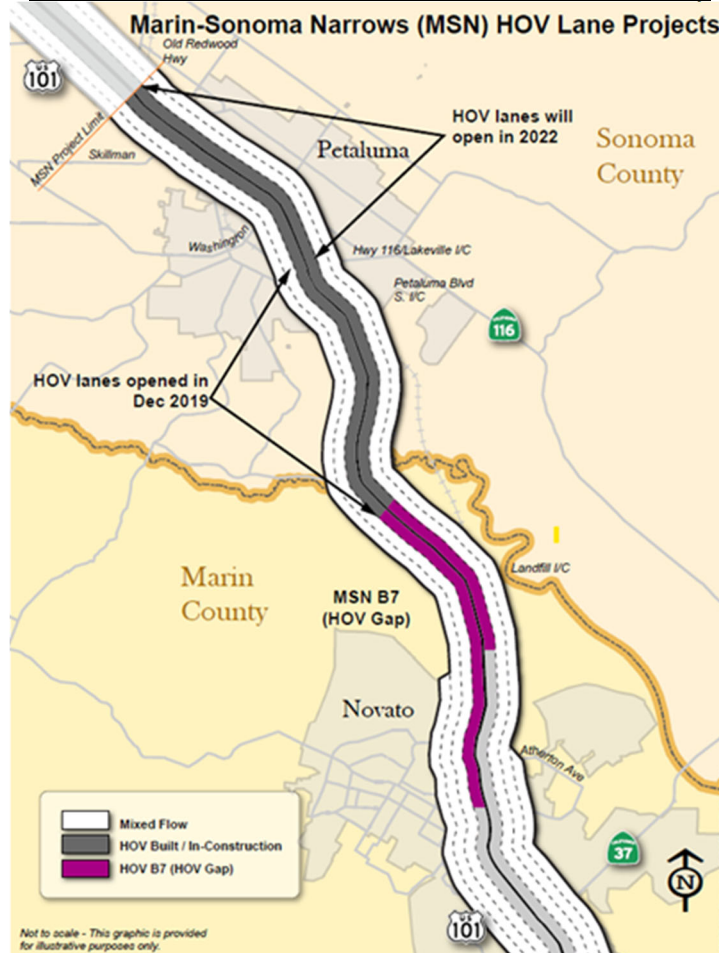 Marin-Sonoma Narrows (MSN) HOV Lane Projects
Old Redwood
Hwy
101
HOV lanes will
open in 2022
Sonoma
County
Petaluma
MSN Project Limit
Skillman
Washington
Hwy 116/Lakeville I/C
Petaluma Blvd
S. I/C
CALIFORNIA
116
HOV lanes opened in
Dec 2019
Landfill I/C
Marin
County
MSN B7
(HOV Gap)
Novato
Atherton Ave
Mixed Flow
HOV Built / In-Construction
HOV B7 (HOV Gap)
CALIFORNIA
37
N
101
Not to scale - This graphic is provided
for illustrative purposes only.